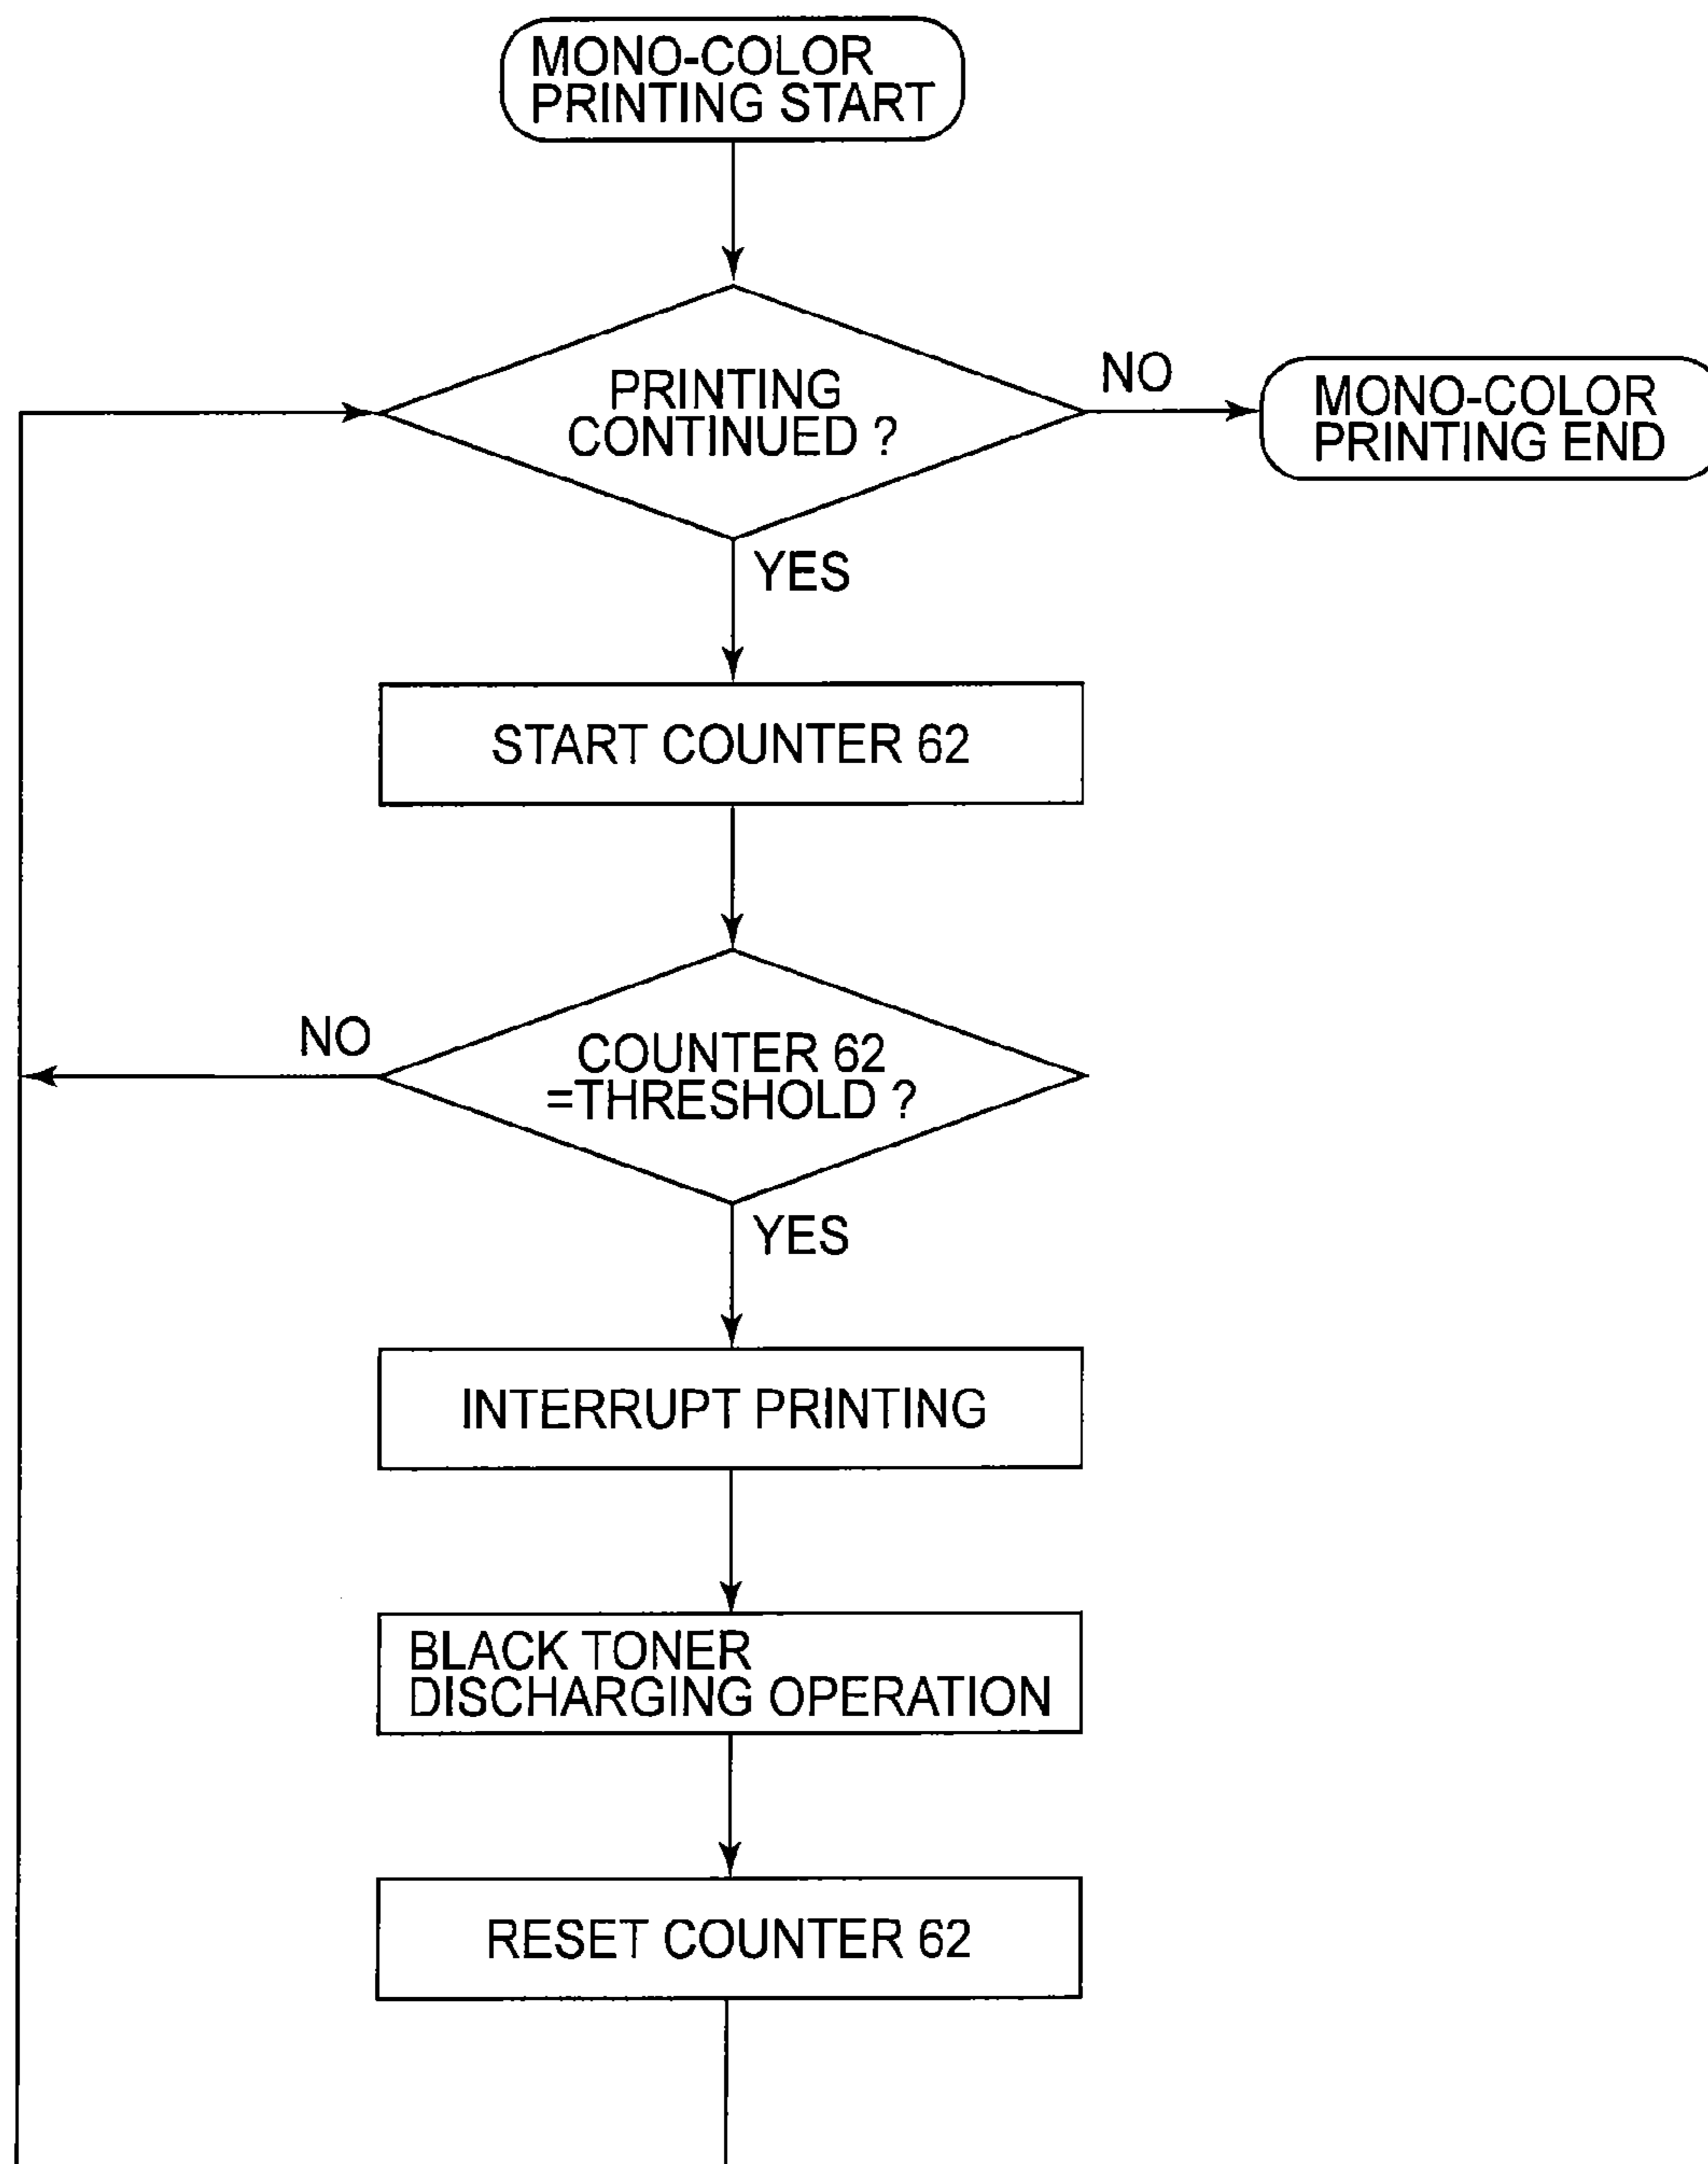 MONO-COLOR
PRINTING START
PRINTING
CONTINUED ?
NO
MONO-COLOR
PRINTING END
YES
START COUNTER 62
NO
COUNTER 62
=THRESHOLD ?
YES
INTERRUPT PRINTING
BLACK TONER
DISCHARGING OPERATION
RESET COUNTER 62